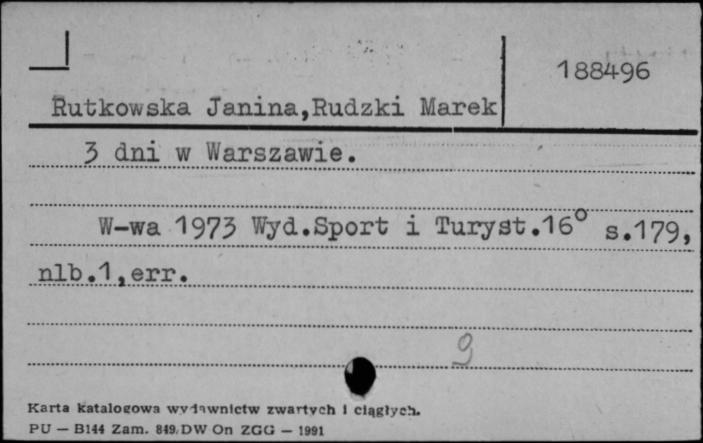 188496
Rutkowska Janina,Rudzki Marek
3 dni w Warszawie.
W-wa 1973 Wyd.Sport i Turyst.16° s.179,
nlb.1,err.
9
Karta katalogowa wydawnictw zwartych i ciągłych.
PU — B144 Zam. 849. DW On ZGG — 1991